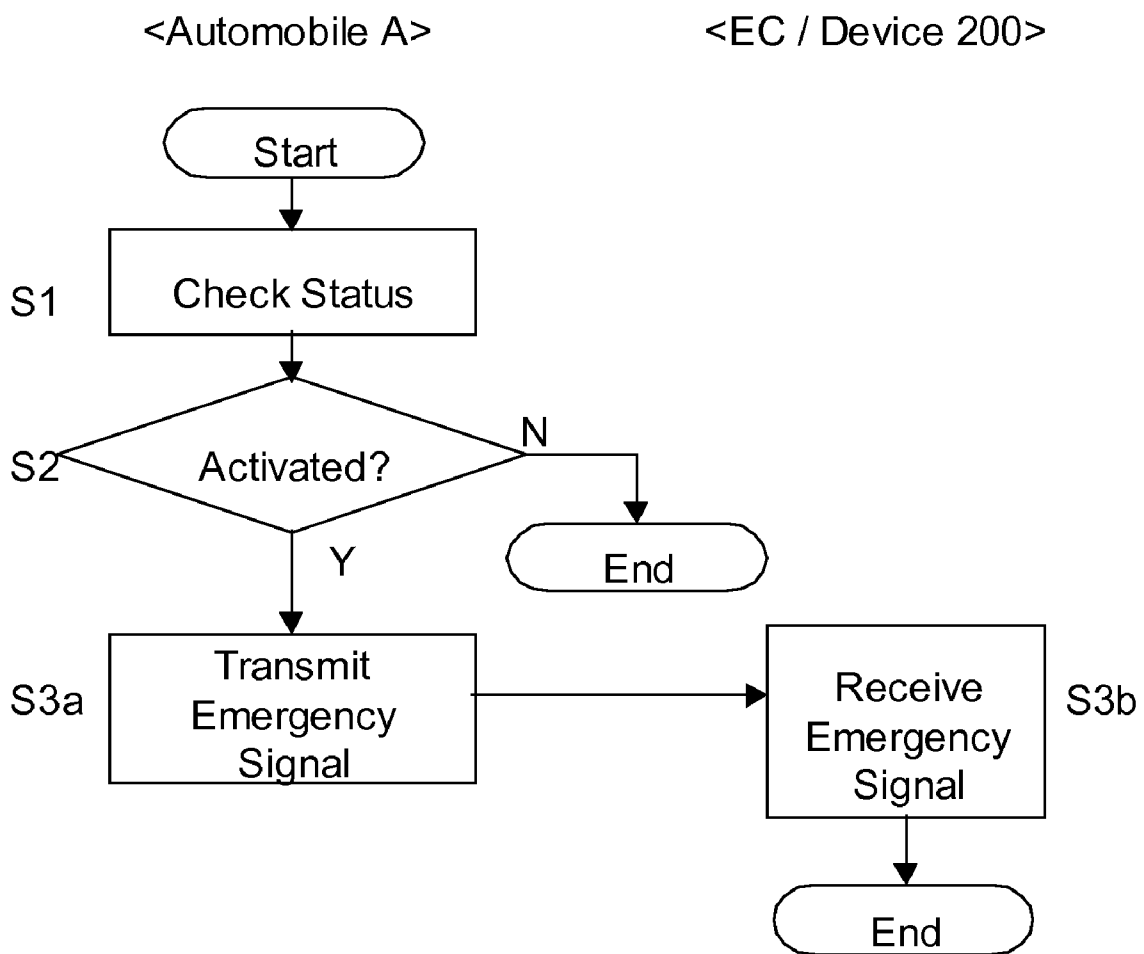 <Automobile A>
<EC / Device 200>
Start
S1
Check Status
S2
Activated?
N
Y
End
S3a
Transmit
Emergency
Signal
Receive
Emergency
Signal
S3b
End